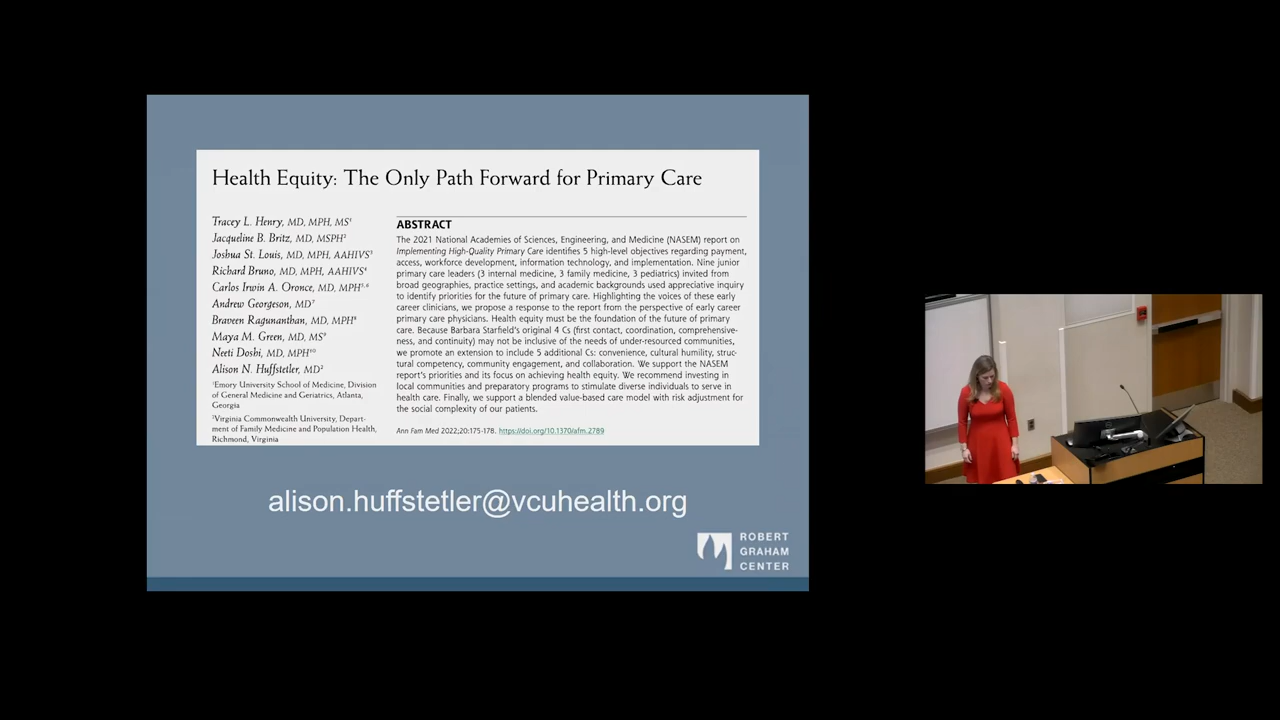 Health Equity: The Only Path Forward for Primary Care
Tracey L. Henry, MD, MPH, MS¹
Jacqueline B. Britz, MD, MSPH²
Joshua St. Louis, MD, MPH, AAHIVS³
Richard Bruno, MD, MPH, AAHIVS⁴
Carlos Irwin A. Oronce, MD, MPH⁵,⁶
Andrew Georgeson, MD⁷
Braveen Ragunanthan, MD, MPH⁸
Maya M. Green, MD, MS⁹
Neeti Doshi, MD, MPH¹⁰
Alison N. Huffstetler, MD²
¹Emory University School of Medicine, Division
of General Medicine and Geriatrics, Atlanta,
Georgia
²Virginia Commonwealth University, Depart-
ment of Family Medicine and Population Health,
Richmond, Virginia
ABSTRACT
The 2021 National Academies of Sciences, Engineering, and Medicine (NASEM) report on
Implementing High-Quality Primary Care identifies 5 high-level objectives regarding payment,
access, workforce development, information technology, and implementation. Nine junior
primary care leaders (3 internal medicine, 3 family medicine, 3 pediatrics) invited from
broad geographies, practice settings, and academic backgrounds used appreciative inquiry
to identify priorities for the future of primary care. Highlighting the voices of these early
career clinicians, we propose a response to the report from the perspective of early career
primary care physicians. Health equity must be the foundation of the future of primary
care. Because Barbara Starfield's original 4 Cs (first contact, coordination, comprehensive-
ness, and continuity) may not be inclusive of the needs of under-resourced communities,
we promote an extension to include 5 additional Cs: convenience, cultural humility, struc-
tural competency, community engagement, and collaboration. We support the NASEM
report's priorities and its focus on achieving health equity. We recommend investing in
local communities and preparatory programs to stimulate diverse individuals to serve in
health care. Finally, we support a blended value-based care model with risk adjustment for
the social complexity of our patients.
Ann Fam Med 2022;20:175-178. https://doi.org/10.1370/afm.2789
alison.huffstetler@vcuhealth.org
ROBERT
GRAHAM
CENTER